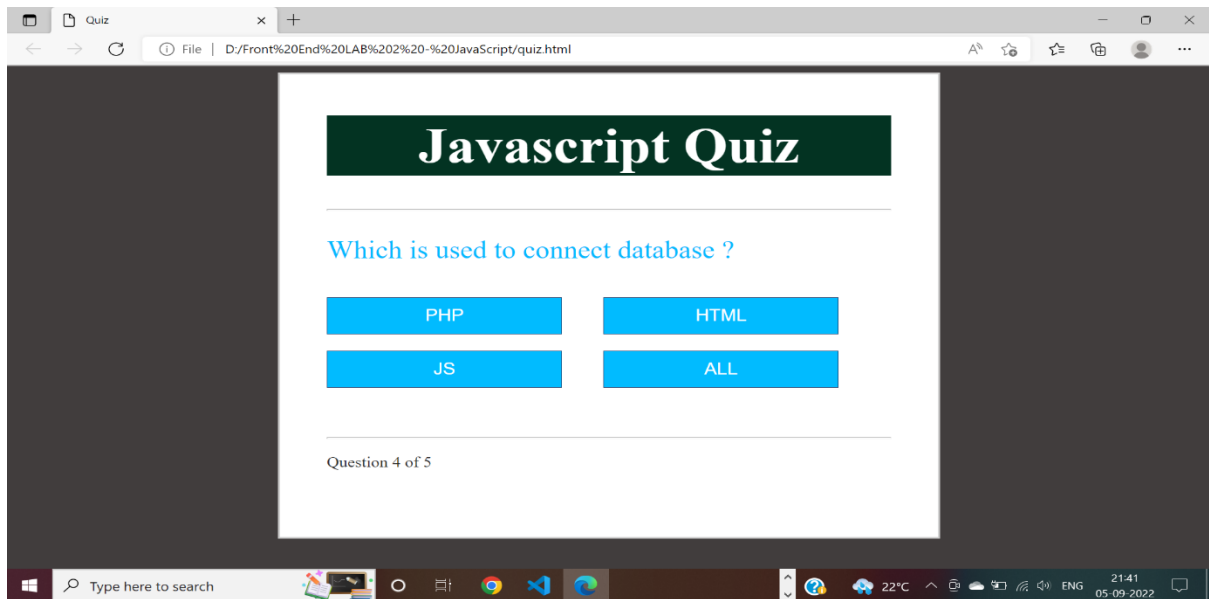 Quiz
File | D:/Front%20End%20LAB%202%20-%20JavaScript/quiz.html
Javascript Quiz
Which is used to connect database ?
PHP HTML
JS ALL
Question 4 of 5
Type here to search 22°C ENG 21:41
05-09-2022